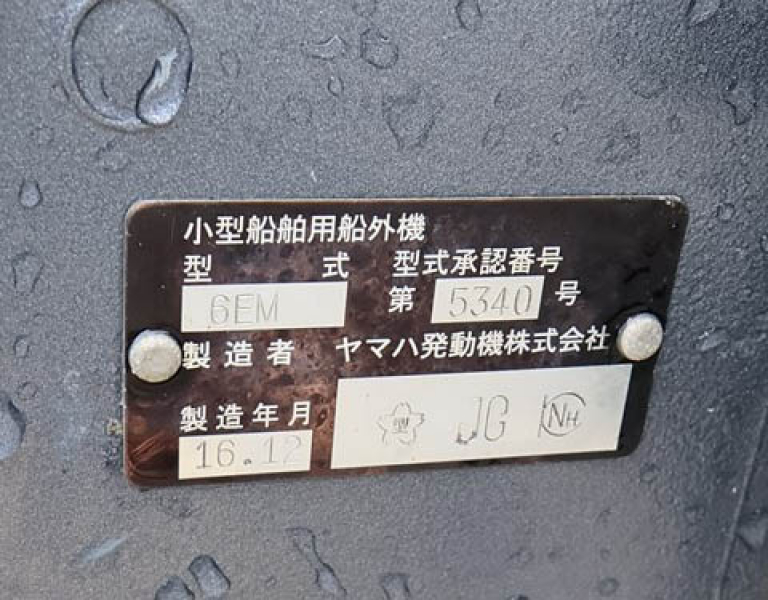 小型船舶用船外機
型式 型式承認番号
6EM 第 5340 号
製造者 ヤマハ発動機株式会社
製造年月
16.12
型 JG NH